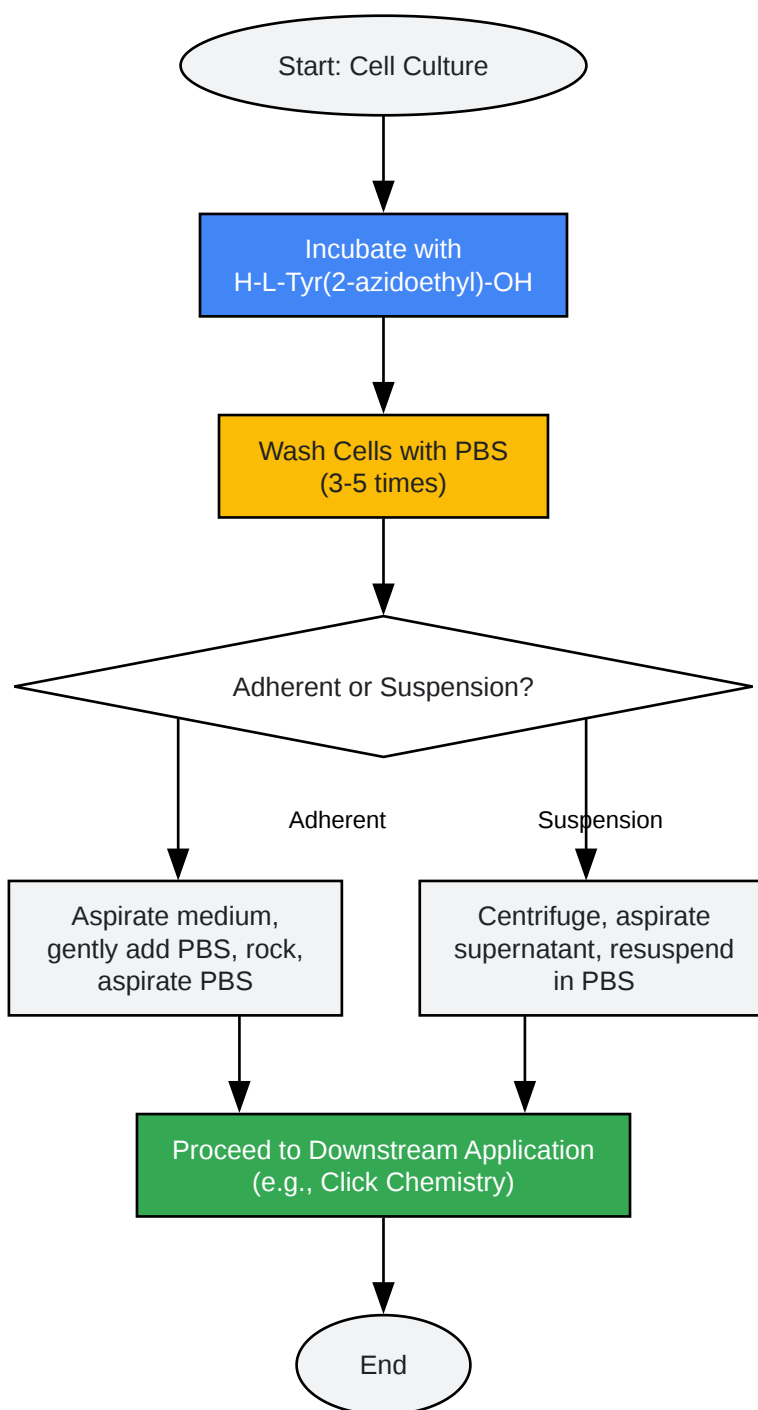 Start: Cell Culture
Incubate with
H-L-Tyr(2-azidoethyl)-OH
Wash Cells with PBS
(3-5 times)
Adherent or Suspension?
Adherent
Suspension
Aspirate medium,
gently add PBS, rock,
aspirate PBS
Centrifuge, aspirate
supernatant, resuspend
in PBS
Proceed to Downstream Application
(e.g., Click Chemistry)
End